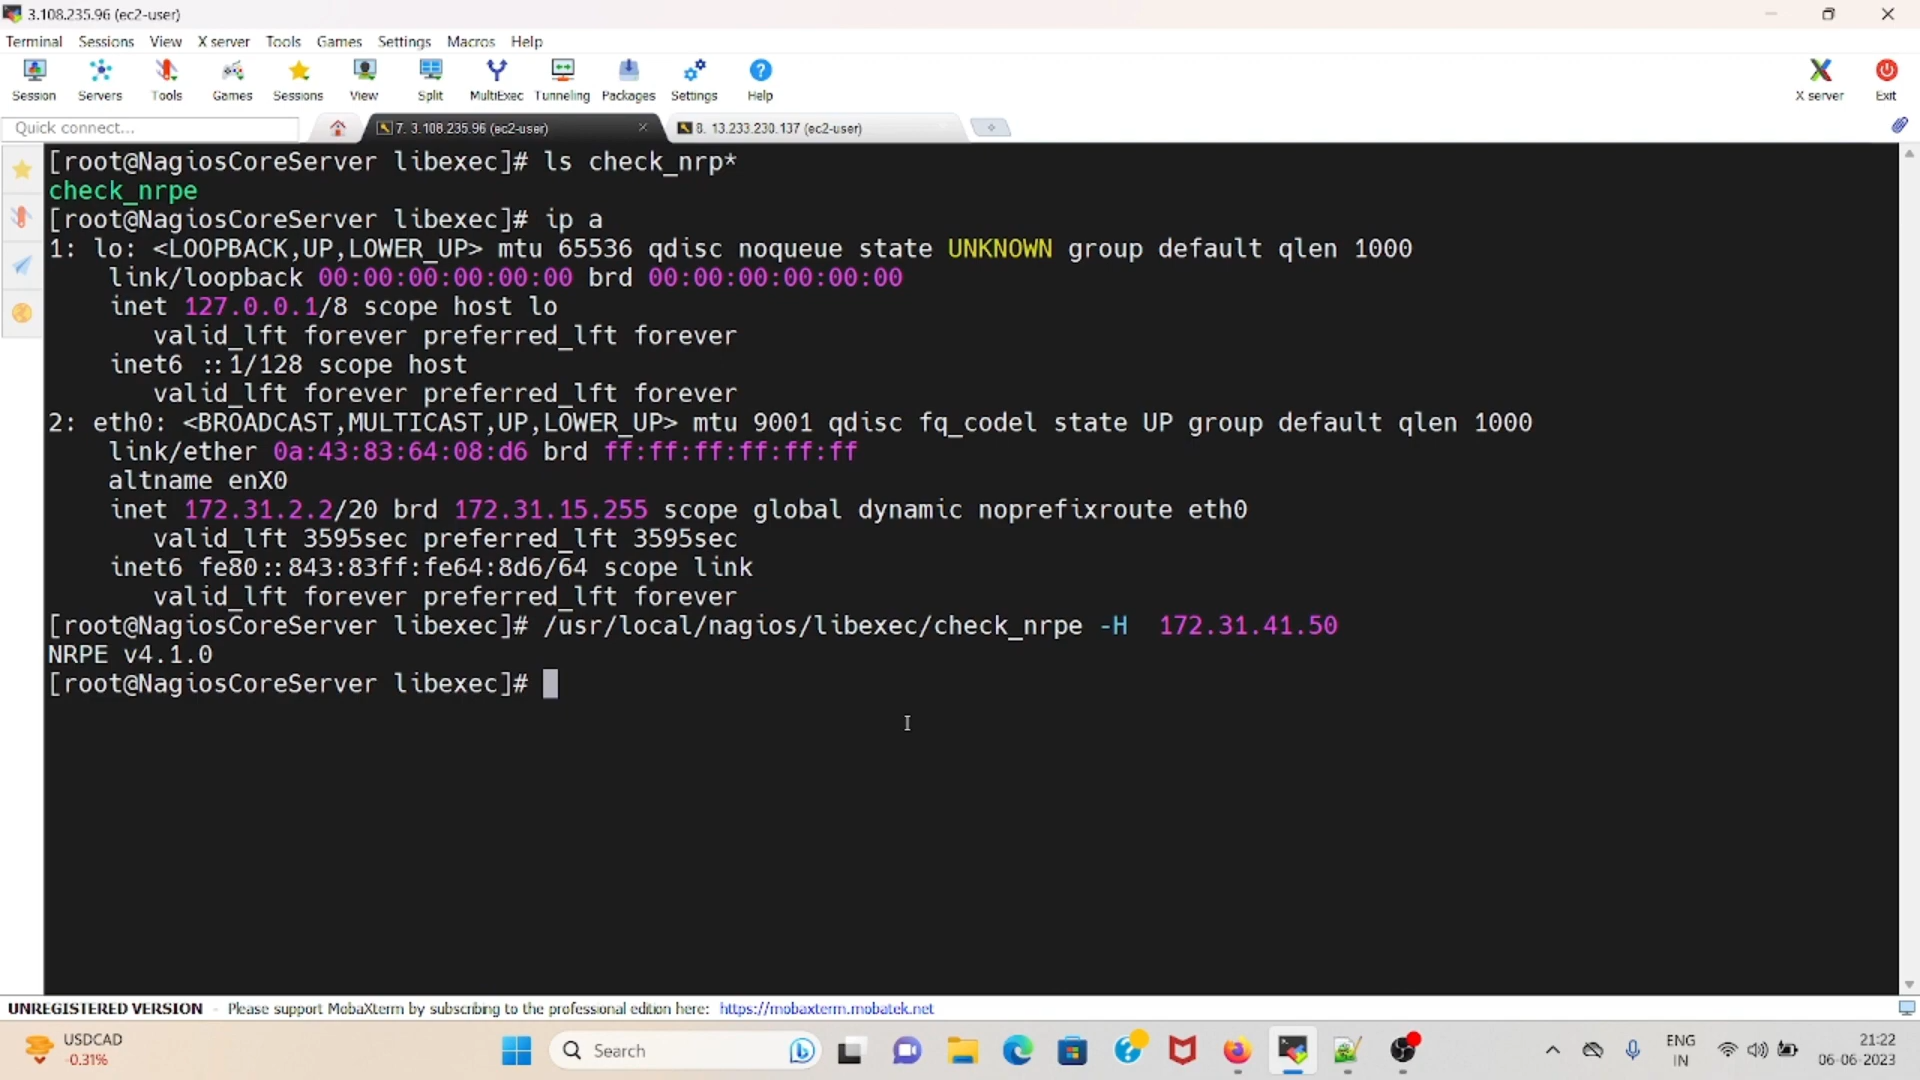 3.108.235.96 (ec2-user)
Terminal Sessions View X server Tools Games Settings Macros Help
Session Servers Tools Games Sessions View Split MultiExec Tunneling Packages Settings Help X server Exit
Quick connect... 7. 3.108.235.96 (ec2-user) 8. 13.233.230.137 (ec2-user)
[root@NagiosCoreServer libexec]# ls check_nrp*
check_nrpe
[root@NagiosCoreServer libexec]# ip a
1: lo: <LOOPBACK,UP,LOWER_UP> mtu 65536 qdisc noqueue state UNKNOWN group default qlen 1000
link/loopback 00:00:00:00:00:00 brd 00:00:00:00:00:00
inet 127.0.0.1/8 scope host lo
valid_lft forever preferred_lft forever
inet6 ::1/128 scope host
valid_lft forever preferred_lft forever
2: eth0: <BROADCAST,MULTICAST,UP,LOWER_UP> mtu 9001 qdisc fq_codel state UP group default qlen 1000
link/ether 0a:43:83:64:08:d6 brd ff:ff:ff:ff:ff:ff
altname enX0
inet 172.31.2.2/20 brd 172.31.15.255 scope global dynamic noprefixroute eth0
valid_lft 3595sec preferred_lft 3595sec
inet6 fe80::843:83ff:fe64:8d6/64 scope link
valid_lft forever preferred_lft forever
[root@NagiosCoreServer libexec]# /usr/local/nagios/libexec/check_nrpe -H  172.31.41.50
NRPE v4.1.0
[root@NagiosCoreServer libexec]#
UNREGISTERED VERSION - Please support MobaXterm by subscribing to the professional edition here: https://mobaxterm.mobatek.net
USDCAD
-0.31%
Search
ENG
IN
21:22
06-06-2023